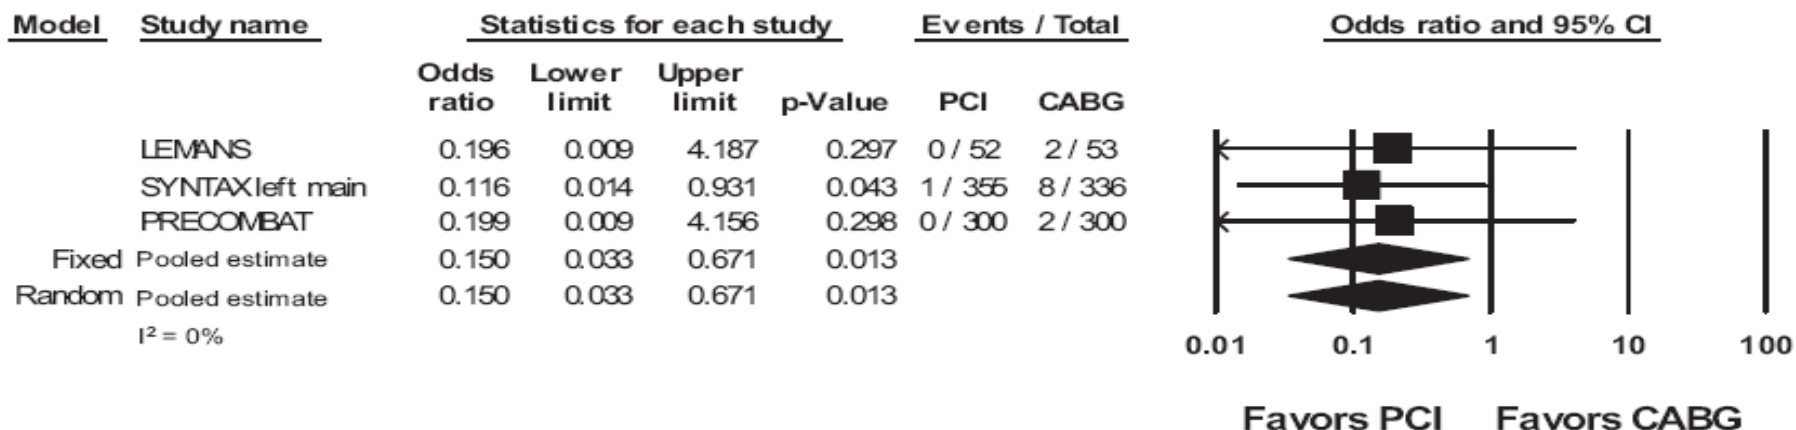 Model Study name Statistics for each study Events / Total Odds ratio and 95% CI
Odds ratio Lower limit Upper limit p-Value PCI CABG
LEMANS 0.196 0.009 4.187 0.297 0 / 52 2 / 53
SYNTAX left main 0.116 0.014 0.931 0.043 1 / 355 8 / 336
PRECOMBAT 0.199 0.009 4.156 0.298 0 / 300 2 / 300
Fixed Pooled estimate 0.150 0.033 0.671 0.013
Random Pooled estimate 0.150 0.033 0.671 0.013
I² = 0%
0.01 0.1 1 10 100
Favors PCI Favors CABG